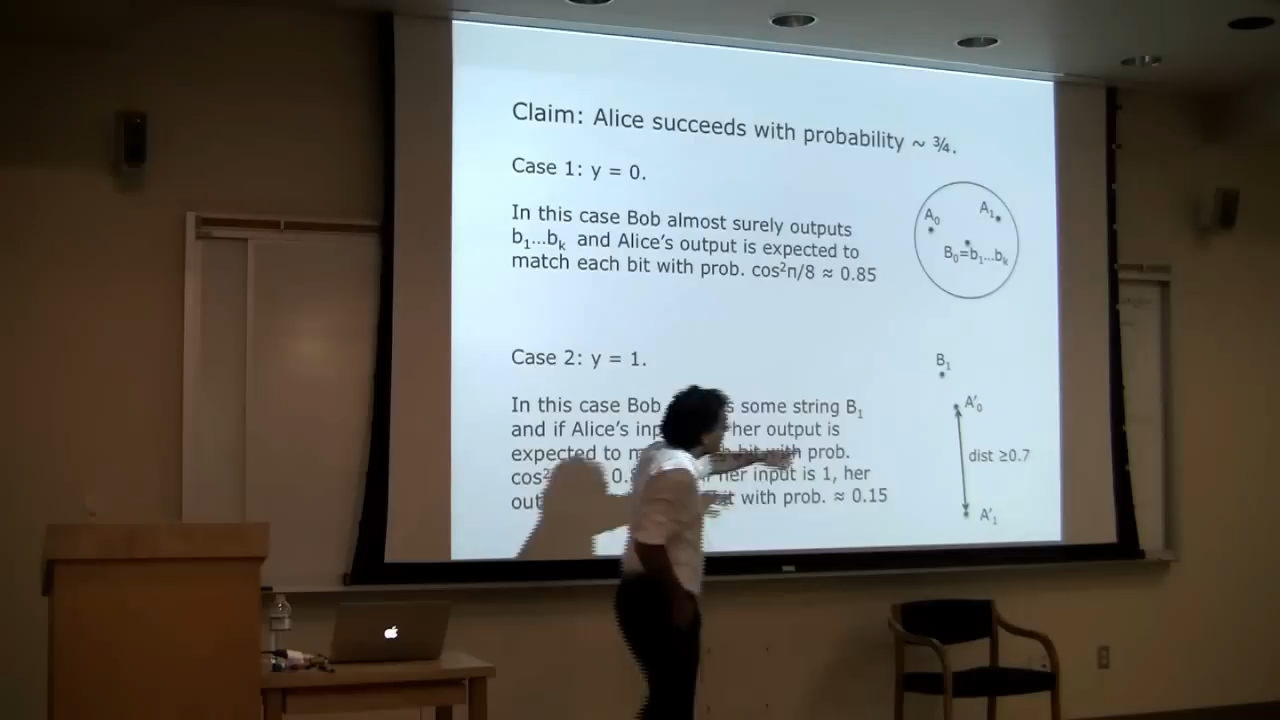 Claim: Alice succeeds with probability ~ ¾.
Case 1: y = 0.
In this case Bob almost surely outputs
b₁...bₖ and Alice's output is expected to
match each bit with prob. cos²π/8 ≈ 0.85
A₀
A₁
B₀=b₁...bₖ
Case 2: y = 1.
In this case Bob some string B₁
and if Alice's her output is
expected to bit with prob.
her input is 1, her
with prob. ≈ 0.15
B₁
A'₀
dist ≥0.7
A'₁